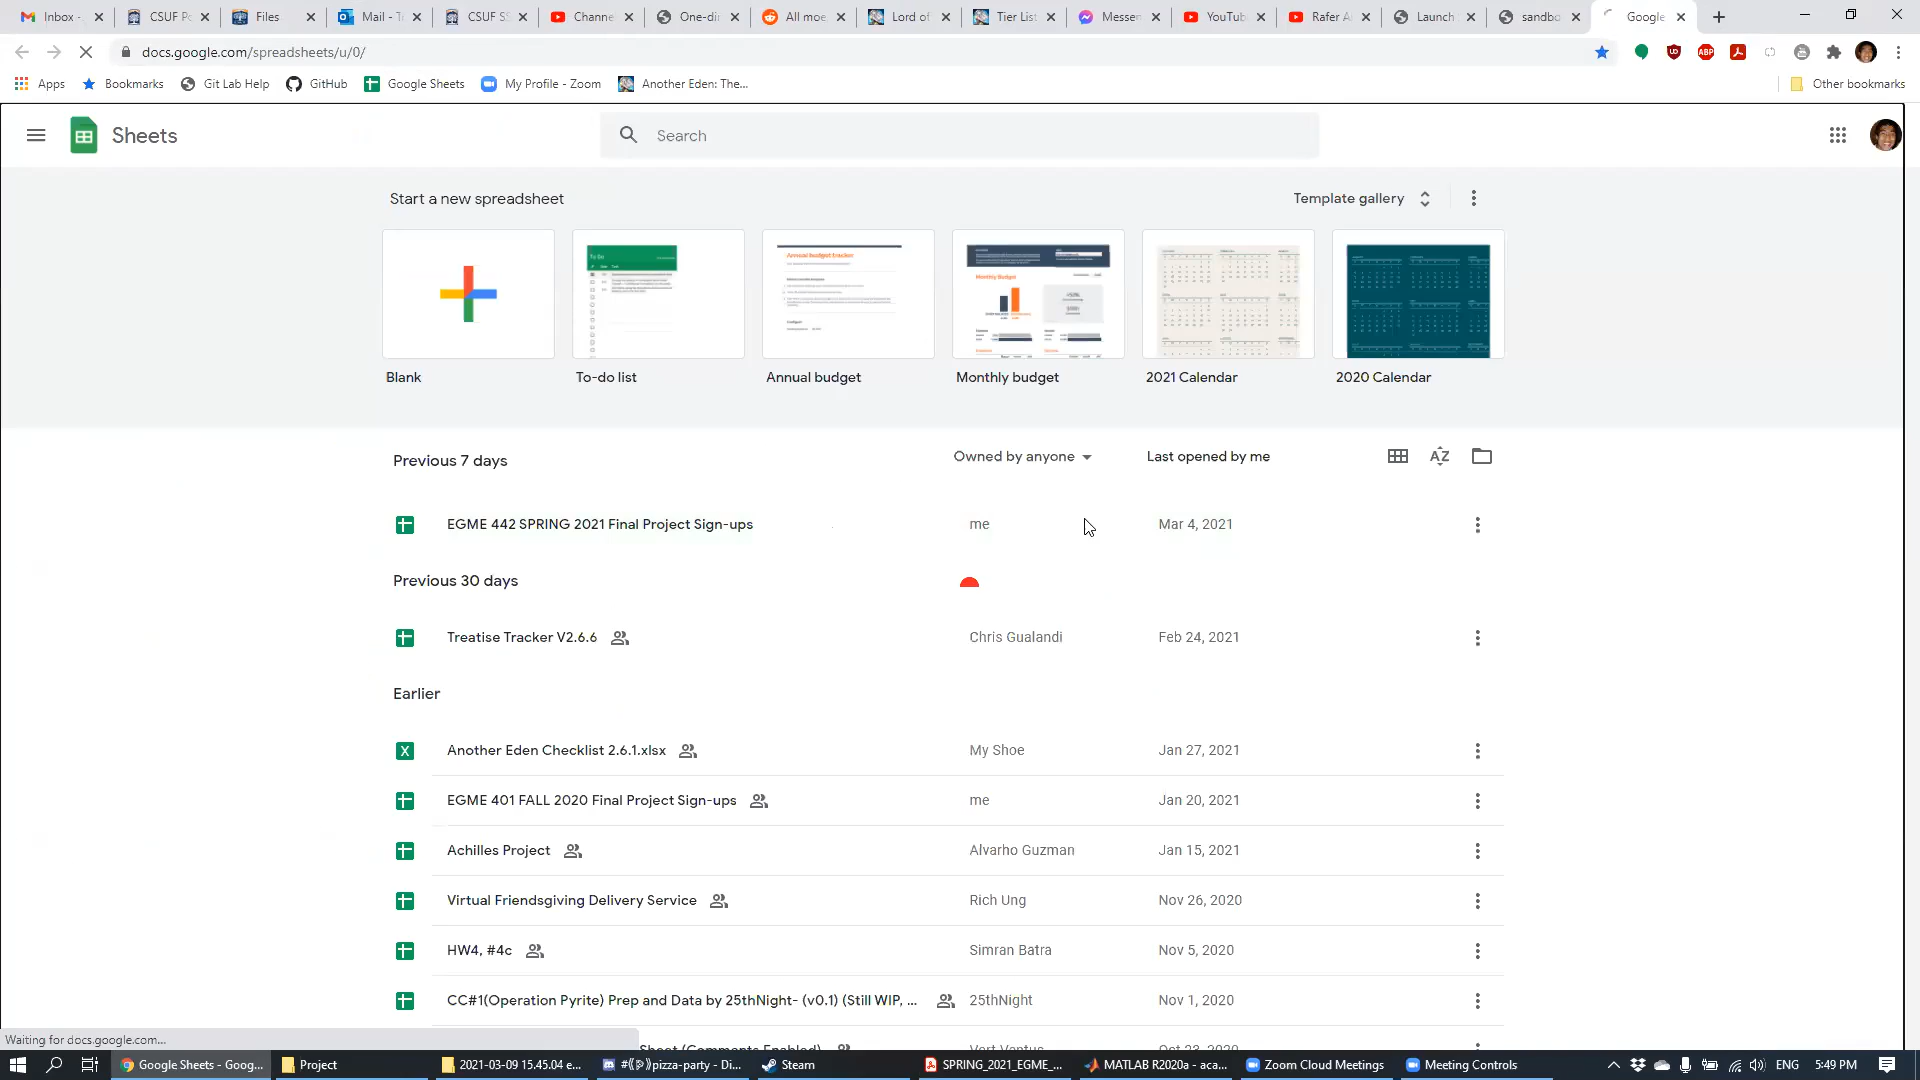 Inbox - CSUF Po Files Mail - T CSUF SS Channe One-di All moe Lord of Tier List Messen YouTub Rafer A Launch sandbo Google
docs.google.com/spreadsheets/u/0/
Apps Bookmarks Git Lab Help GitHub Google Sheets My Profile - Zoom Another Eden: The... Other bookmarks
Sheets Search
Start a new spreadsheet Template gallery
To Do
Annual budget tracker
Monthly Budget
Blank To-do list Annual budget Monthly budget 2021 Calendar 2020 Calendar
Previous 7 days Owned by anyone Last opened by me
EGME 442 SPRING 2021 Final Project Sign-ups me Mar 4, 2021
Previous 30 days
Treatise Tracker V2.6.6 Chris Gualandi Feb 24, 2021
Earlier
Another Eden Checklist 2.6.1.xlsx My Shoe Jan 27, 2021
EGME 401 FALL 2020 Final Project Sign-ups me Jan 20, 2021
Achilles Project Alvarho Guzman Jan 15, 2021
Virtual Friendsgiving Delivery Service Rich Ung Nov 26, 2020
HW4, #4c Simran Batra Nov 5, 2020
CC#1(Operation Pyrite) Prep and Data by 25thNight- (v0.1) (Still WIP, ... 25thNight Nov 1, 2020
Waiting for docs.google.com...
Google Sheets - Goog... Project 2021-03-09 15.45.04 e... #⸨🍕⸩pizza-party - Di... Steam SPRING_2021_EGME_... MATLAB R2020a - aca... Zoom Cloud Meetings Meeting Controls ENG 5:49 PM